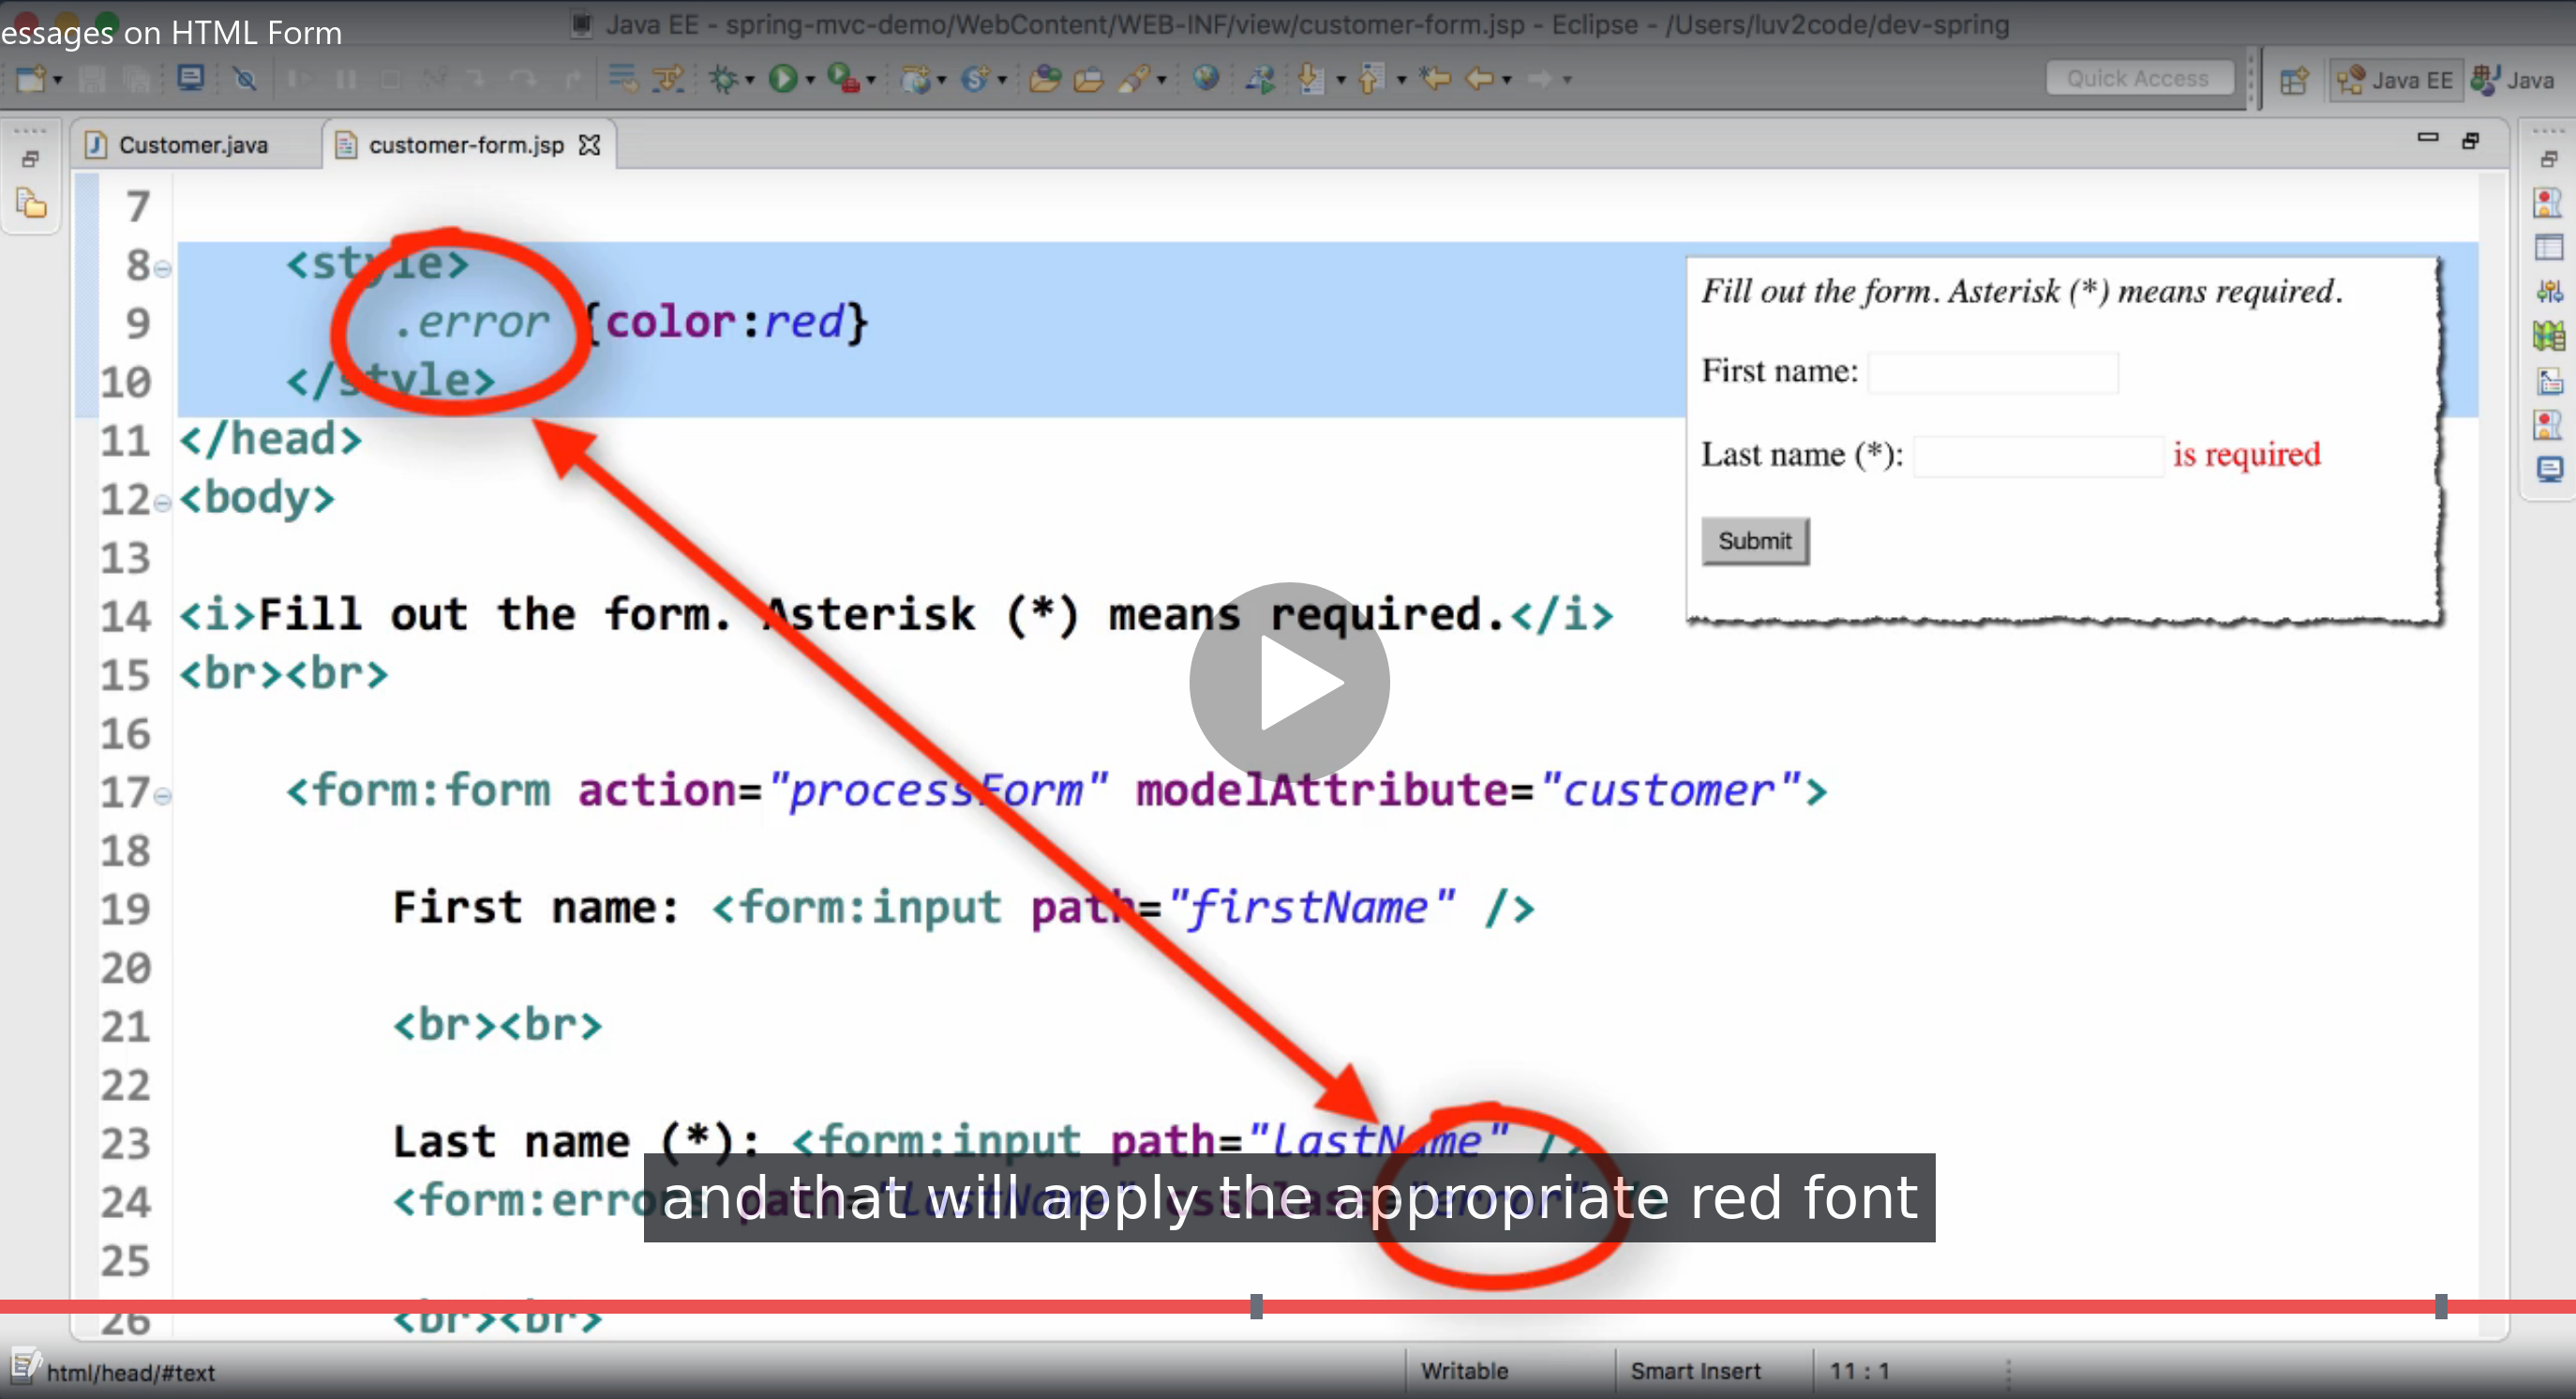 essages on HTML Form
Java EE - spring-mvc-demo/WebContent/WEB-INF/view/customer-form.jsp - Eclipse - /Users/luv2code/dev-spring
Quick Access
Java EE
Java
Customer.java
customer-form.jsp
7
8 <style>
9 .error {color:red}
10 </style>
11 </head>
12 <body>
13
14 <i>Fill out the form. Asterisk (*) means required.</i>
15 <br><br>
16
17 <form:form action="processForm" modelAttribute="customer">
18
19 First name: <form:input path="firstName" />
20
21 <br><br>
22
23 Last name (*): <form:input path="lastName" />
24 <form:errors path="lastName" cssClass="error"
25
26 <br><br>
Fill out the form. Asterisk (*) means required.
First name:
Last name (*): is required
Submit
and that will apply the appropriate red font
html/head/#text
Writable
Smart Insert
11 : 1